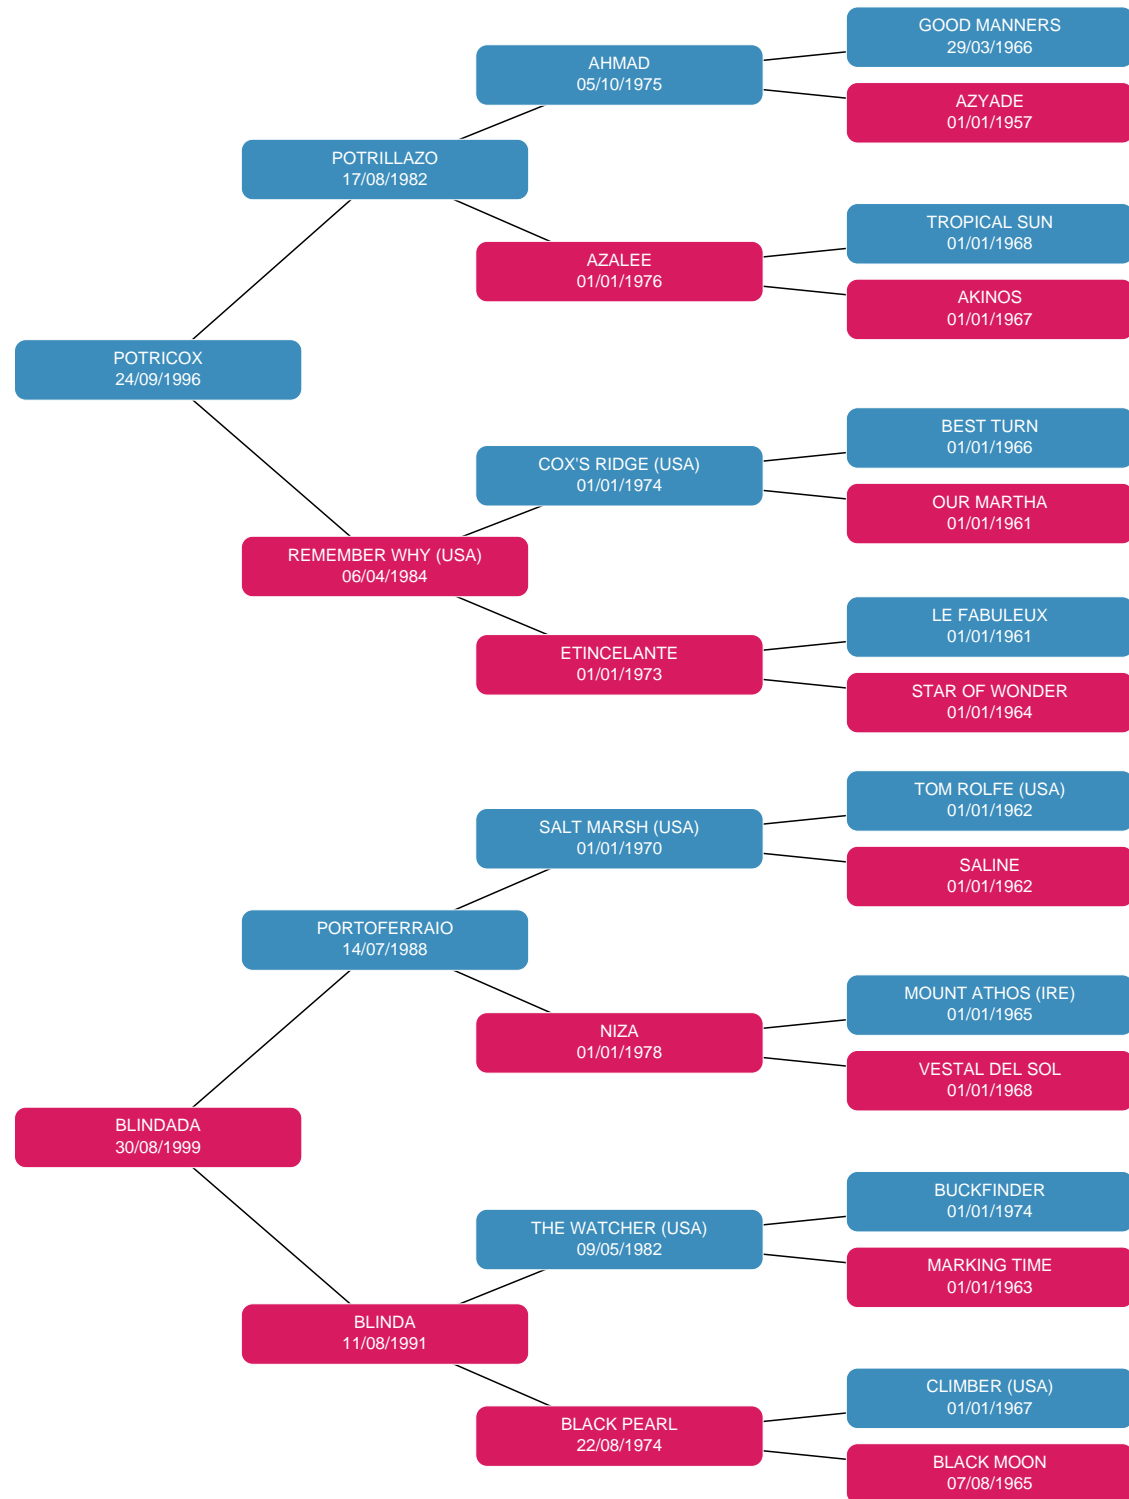 GOOD MANNERS
29/03/1966
AHMAD
05/10/1975
AZYADE
01/01/1957
POTRILLAZO
17/08/1982
TROPICAL SUN
01/01/1968
AZALEE
01/01/1976
AKINOS
01/01/1967
POTRICOX
24/09/1996
BEST TURN
01/01/1966
COX'S RIDGE (USA)
01/01/1974
OUR MARTHA
01/01/1961
REMEMBER WHY (USA)
06/04/1984
LE FABULEUX
01/01/1961
ETINCELANTE
01/01/1973
STAR OF WONDER
01/01/1964
TOM ROLFE (USA)
01/01/1962
SALT MARSH (USA)
01/01/1970
SALINE
01/01/1962
PORTOFERRAIO
14/07/1988
MOUNT ATHOS (IRE)
01/01/1965
NIZA
01/01/1978
VESTAL DEL SOL
01/01/1968
BLINDADA
30/08/1999
BUCKFINDER
01/01/1974
THE WATCHER (USA)
09/05/1982
MARKING TIME
01/01/1963
BLINDA
11/08/1991
CLIMBER (USA)
01/01/1967
BLACK PEARL
22/08/1974
BLACK MOON
07/08/1965